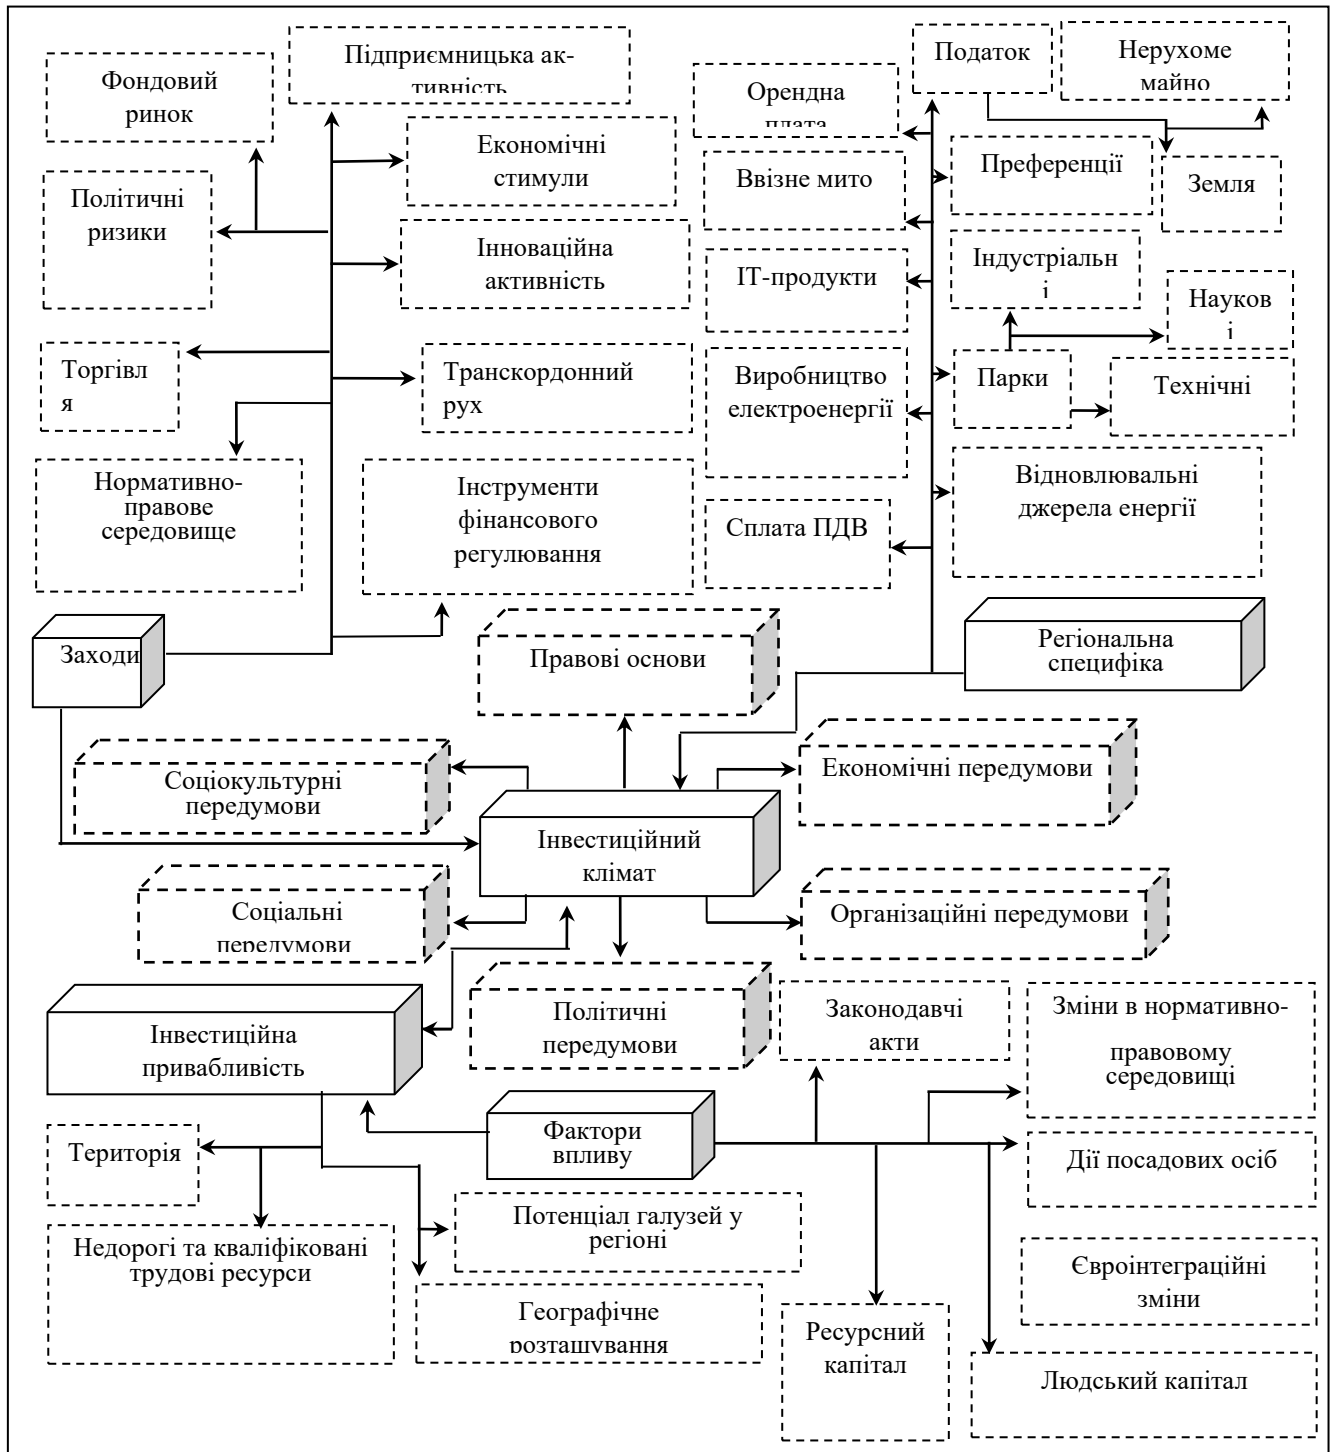 Підприємницька ак-
тивність
Фондовий
ринок
Економічні
стимули
Політичні
ризики
Інноваційна
активність
Торгівл
я
Транскордонний
рух
Нормативно-
правове
середовище
Інструменти
фінансового
регулювання
Податок
Нерухоме
майно
Орендна
плата
Преференції
Ввізне мито
Земля
Індустріальн
і
ІТ-продукти
Наукові
і
Парки
Технічні
Виробництво
електроенергії
Відновлювальні
джерела енергії
Сплата ПДВ
Заходи
Правові основи
Регіональна
специфіка
Соціокультурні
передумови
Економічні передумови
Інвестиційний
клімат
Соціальні
передумови
Організаційні передумови
Політичні
передумови
Інвестиційна
привабливість
Законодавчі
акти
Зміни в нормативно-
правовому
середовищі
Фактори
впливу
Територія
Дії посадових осіб
Недорогі та кваліфіковані
трудові ресурси
Потенціал галузей у
регіоні
Географічне
розташування
Євроінтеграційні
зміни
Ресурсний
капітал
Людський капітал